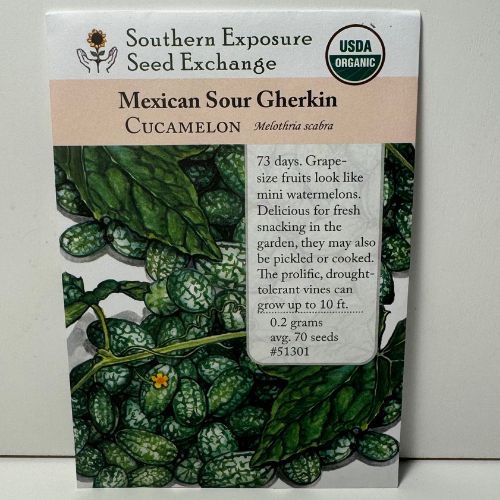 Southern Exposure
Seed Exchange
USDA
ORGANIC
Mexican Sour Gherkin
CUCAMELON Melothria scabra
73 days. Grape-
size fruits look like
mini watermelons.
Delicious for fresh
snacking in the
garden, they may also
be pickled or cooked.
The prolific, drought-
tolerant vines can
grow up to 10 ft.
0.2 grams
avg. 70 seeds
#51301